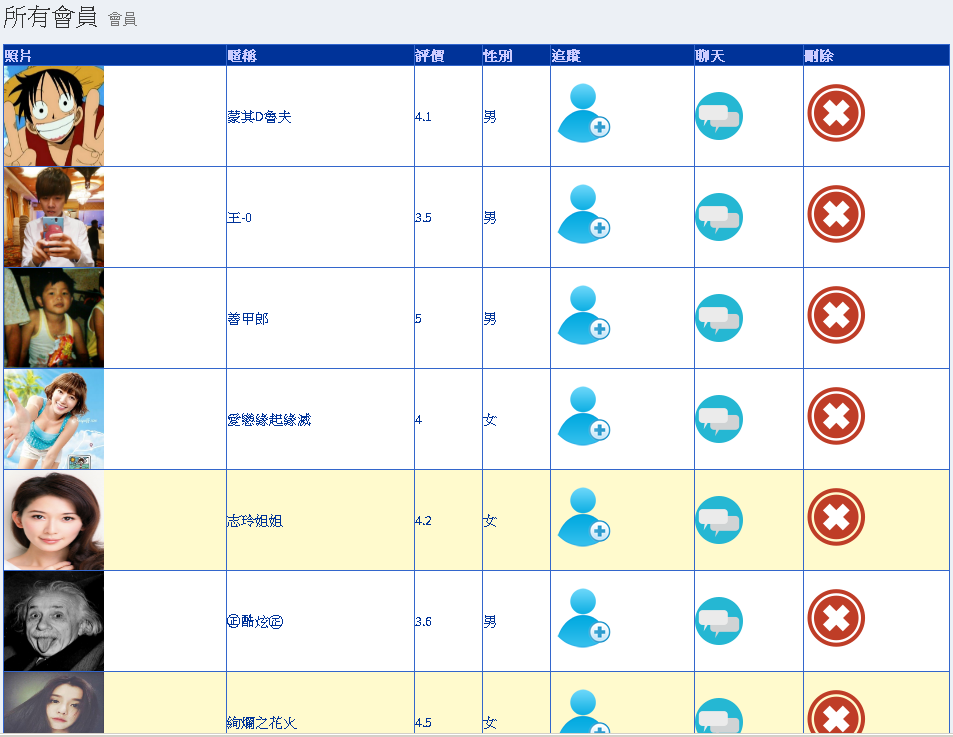 所有會員 會員
照片 暱稱 評價 性別 追蹤 聊天 刪除
蒙其D魯夫 4.1 男
王-0 3.5 男
善甲郎 5 男
愛戀緣起緣滅 4 女
志玲姐姐 4.2 女
㊣酷炫㊣ 3.6 男
絢爛之花火 4.5 女